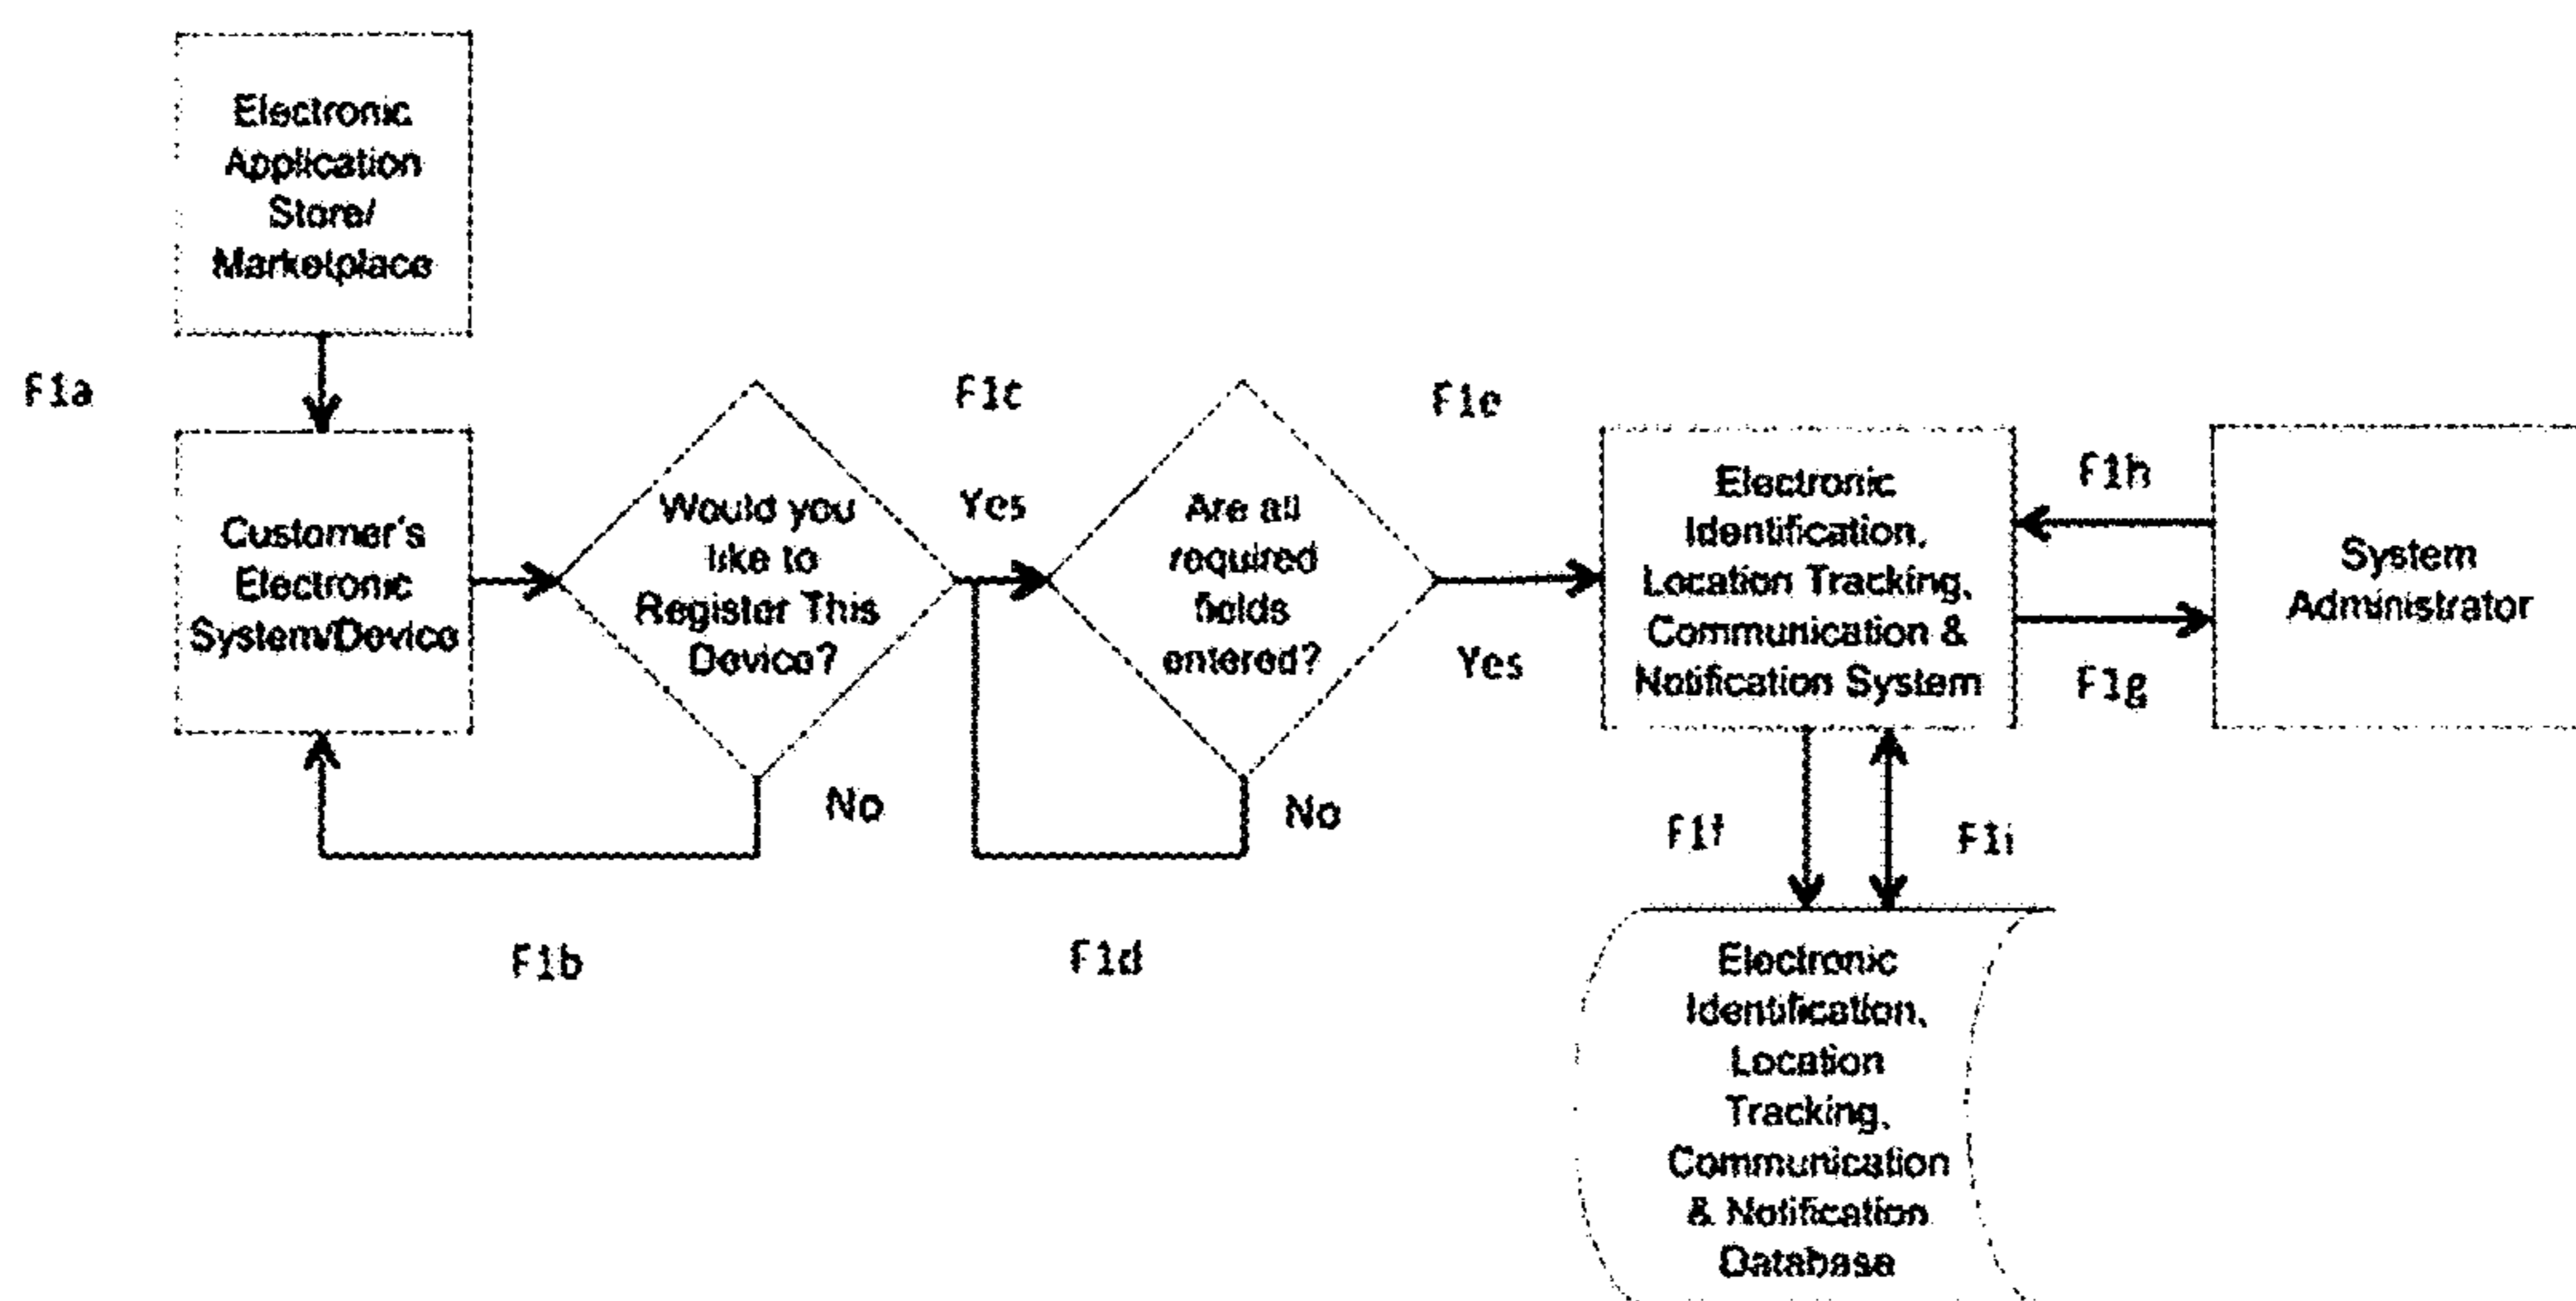 Electronic
Application
Store/
Marketplace
F1a
Customer's
Electronic
System/Device
Would you
like to
Register This
Device?
No
F1b
F1c
Yes
Are all
required
fields
entered?
No
F1d
F1e
Yes
Electronic
Identification,
Location Tracking,
Communication &
Notification System
F1h
F1g
System
Administrator
F1f
F1i
Electronic
Identification,
Location
Tracking,
Communication
& Notification
Database